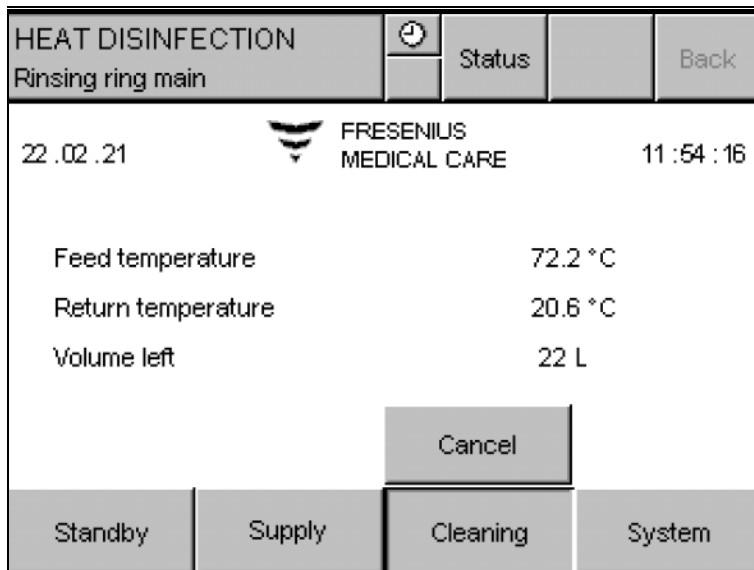 HEAT DISINFECTION
Rinsing ring main
Status
Back
22 .02 .21
FRESENIUS
MEDICAL CARE
11 :54 : 16
Feed temperature 72.2 °C
Return temperature 20.6 °C
Volume left 22 L
Cancel
Standby Supply Cleaning System